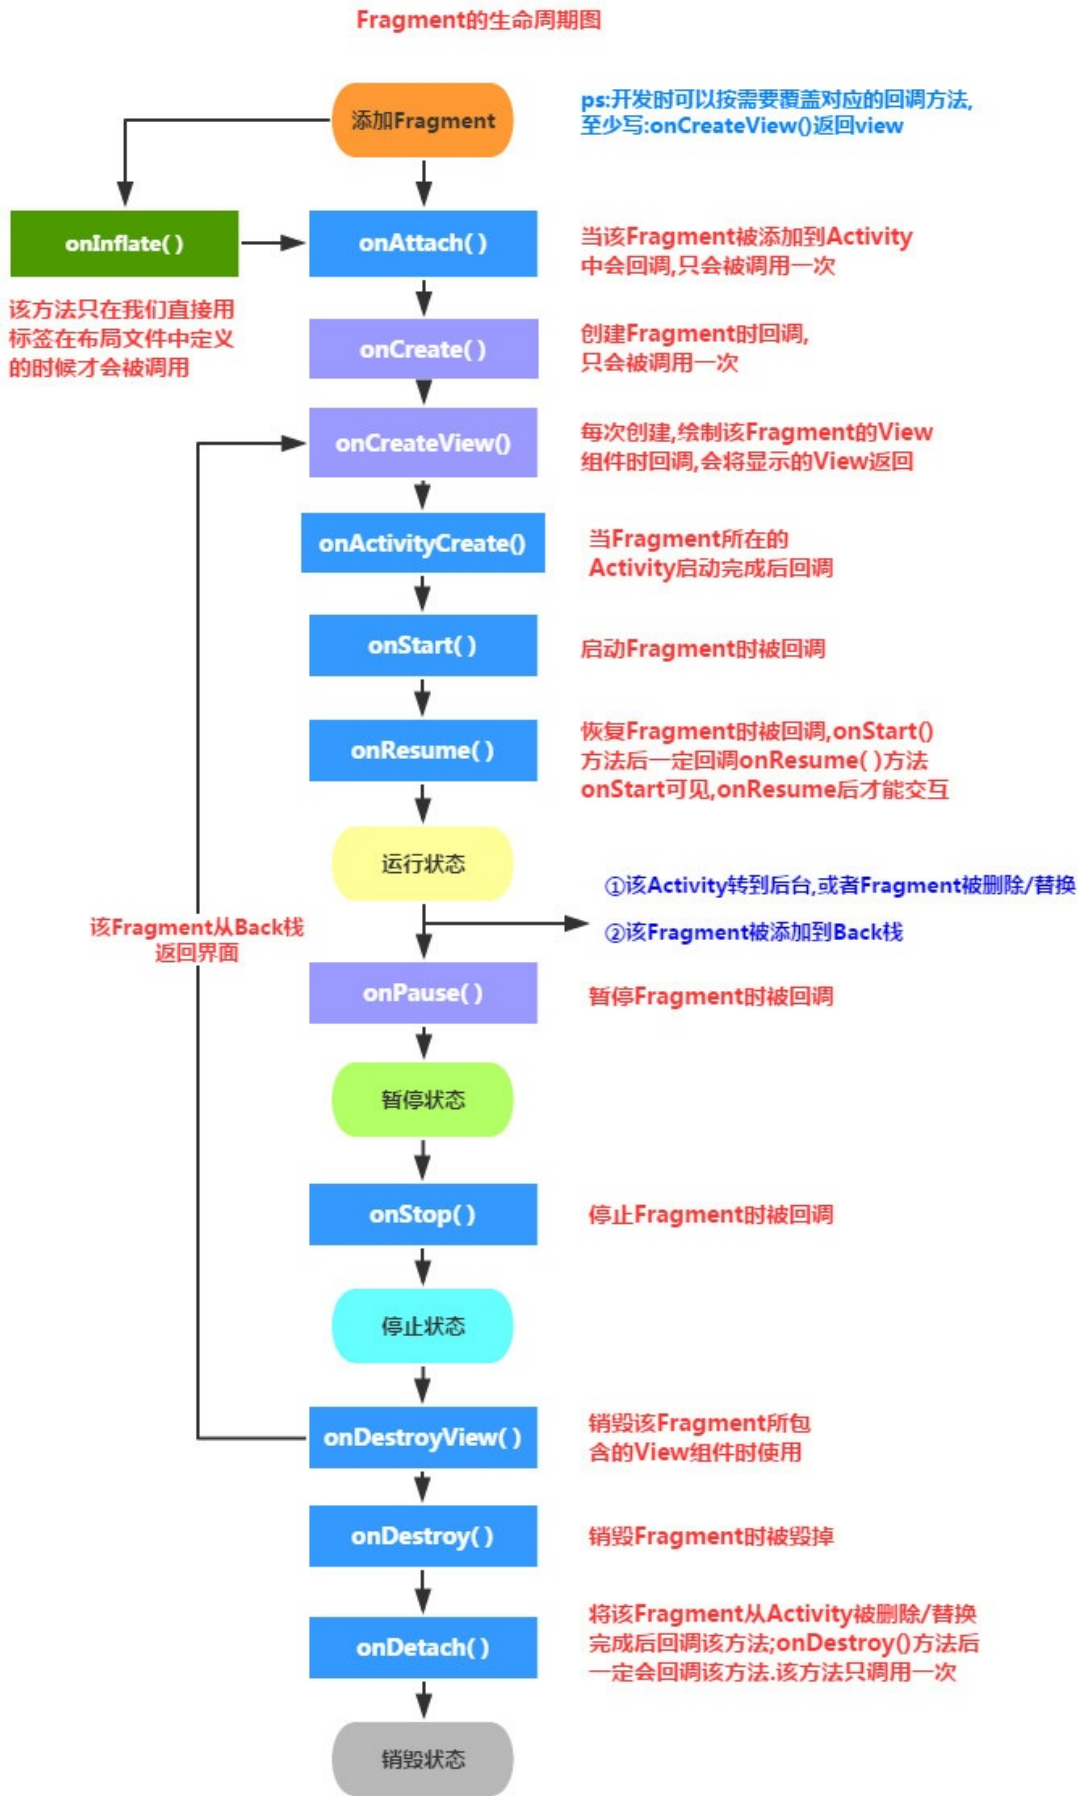 Fragment的生命周期图
添加Fragment
ps:开发时可以按需要覆盖对应的回调方法,
至少写:onCreateView()返回view
onInflate( )
该方法只在我们直接用
标签在布局文件中定义
的时候才会被调用
onAttach( )
当该Fragment被添加到Activity
中会回调,只会被调用一次
onCreate( )
创建Fragment时回调,
只会被调用一次
onCreateView()
每次创建,绘制该Fragment的View
组件时回调,会将显示的View返回
onActivityCreate()
当Fragment所在的
Activity启动完成后回调
onStart( )
启动Fragment时被回调
onResume( )
恢复Fragment时被回调,onStart()
方法后一定回调onResume( )方法
onStart可见,onResume后才能交互
运行状态
①该Activity转到后台,或者Fragment被删除/替换
②该Fragment被添加到Back栈
该Fragment从Back栈
返回界面
onPause( )
暂停Fragment时被回调
暂停状态
onStop( )
停止Fragment时被回调
停止状态
onDestroyView( )
销毁该Fragment所包
含的View组件时使用
onDestroy( )
销毁Fragment时被毁掉
onDetach( )
将该Fragment从Activity被删除/替换
完成后回调该方法;onDestroy()方法后
一定会回调该方法.该方法只调用一次
销毁状态